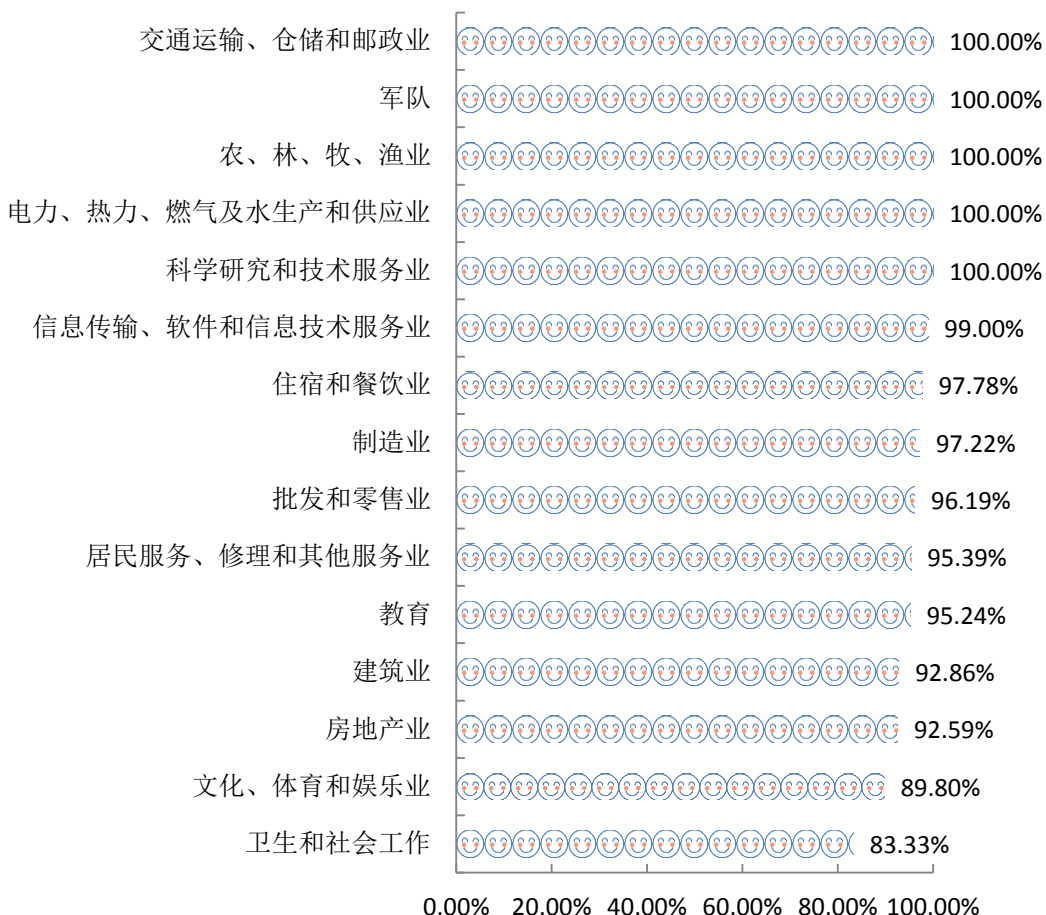 交通运输、仓储和邮政业 100.00%
军队 100.00%
农、林、牧、渔业 100.00%
电力、热力、燃气及水生产和供应业 100.00%
科学研究和技术服务业 100.00%
信息传输、软件和信息技术服务业 99.00%
住宿和餐饮业 97.78%
制造业 97.22%
批发和零售业 96.19%
居民服务、修理和其他服务业 95.39%
教育 95.24%
建筑业 92.86%
房地产业 92.59%
文化、体育和娱乐业 89.80%
卫生和社会工作 83.33%
0.00% 20.00% 40.00% 60.00% 80.00% 100.00%